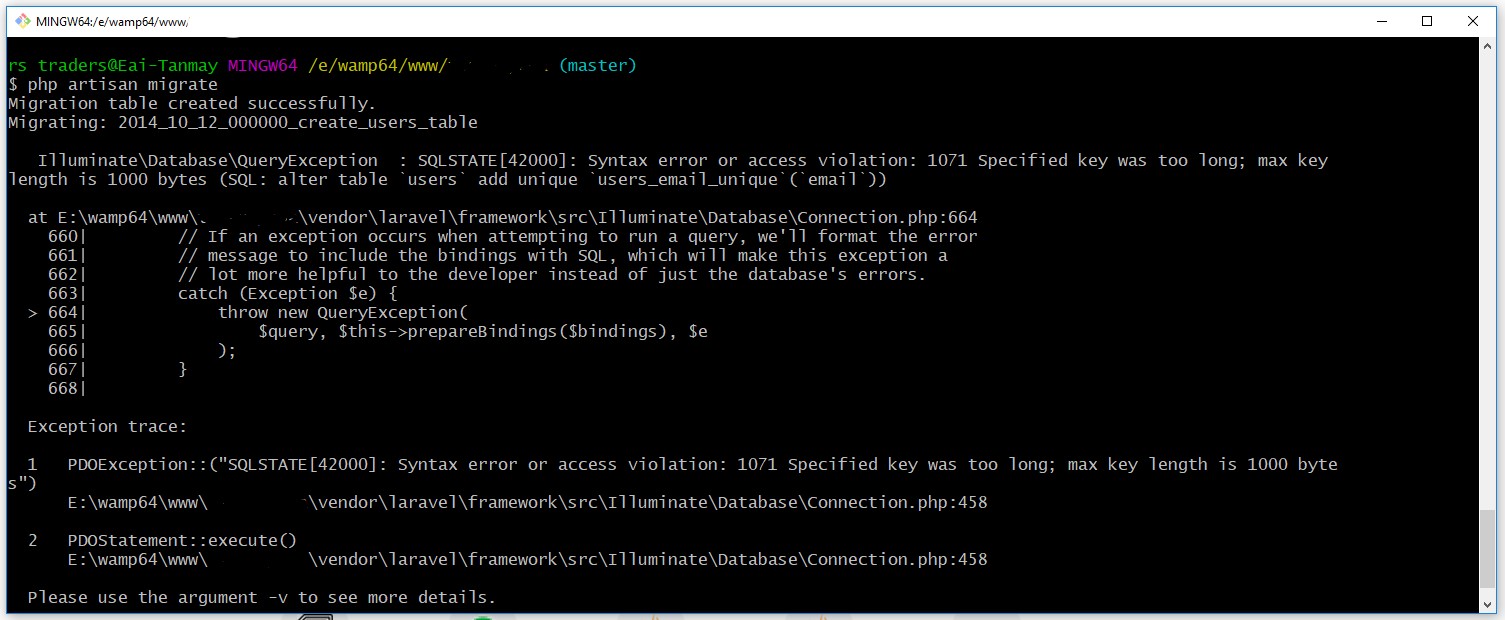 MINGW64:/e/wamp64/www/
rs traders@Eai-Tanmay MINGW64 /e/wamp64/www/ (master)
$ php artisan migrate
Migration table created successfully.
Migrating: 2014_10_12_000000_create_users_table
Illuminate\Database\QueryException  : SQLSTATE[42000]: Syntax error or access violation: 1071 Specified key was too long; max key
length is 1000 bytes (SQL: alter table `users` add unique `users_email_unique`(`email`))
at E:\wamp64\www\ \vendor\laravel\framework\src\Illuminate\Database\Connection.php:664
660|         // If an exception occurs when attempting to run a query, we'll format the error
661|         // message to include the bindings with SQL, which will make this exception a
662|         // lot more helpful to the developer instead of just the database's errors.
663|         catch (Exception $e) {
> 664|             throw new QueryException(
665|                 $query, $this->prepareBindings($bindings), $e
666|             );
667|         }
668|
Exception trace:
1   PDOException::("SQLSTATE[42000]: Syntax error or access violation: 1071 Specified key was too long; max key length is 1000 byte
s")
E:\wamp64\www\ \vendor\laravel\framework\src\Illuminate\Database\Connection.php:458
2   PDOStatement::execute()
E:\wamp64\www\ \vendor\laravel\framework\src\Illuminate\Database\Connection.php:458
Please use the argument -v to see more details.